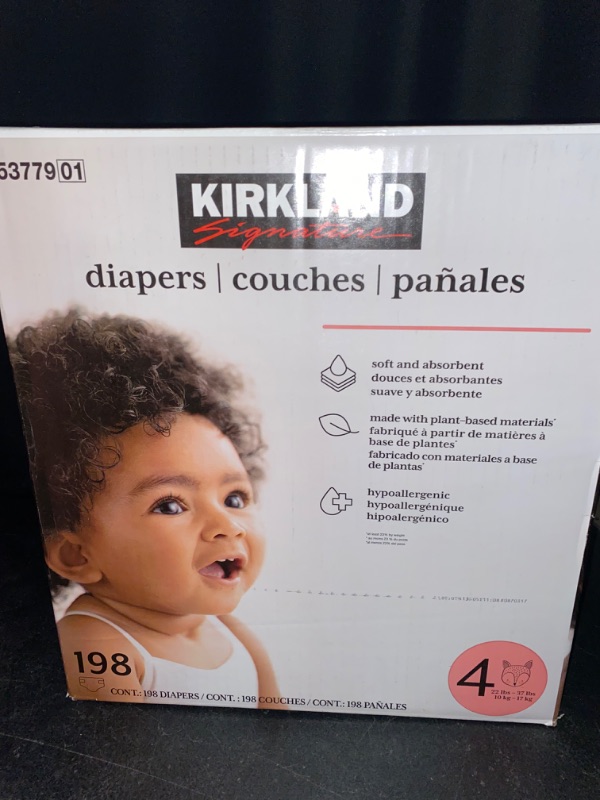 53779 01
KIRKLAND
Signature
diapers | couches | pañales
soft and absorbent
douces et absorbantes
suave y absorbente
made with plant-based materials*
fabriqué à partir de matières à
base de plantes*
fabricado con materiales a base
de plantas*
hypoallergenic
hypoallergénique
hipoalergénico
198
CONT.: 198 DIAPERS / CONT. : 198 COUCHES / CONT.: 198 PAÑALES
4
22 lbs - 37 lbs
10 kg - 17 kg